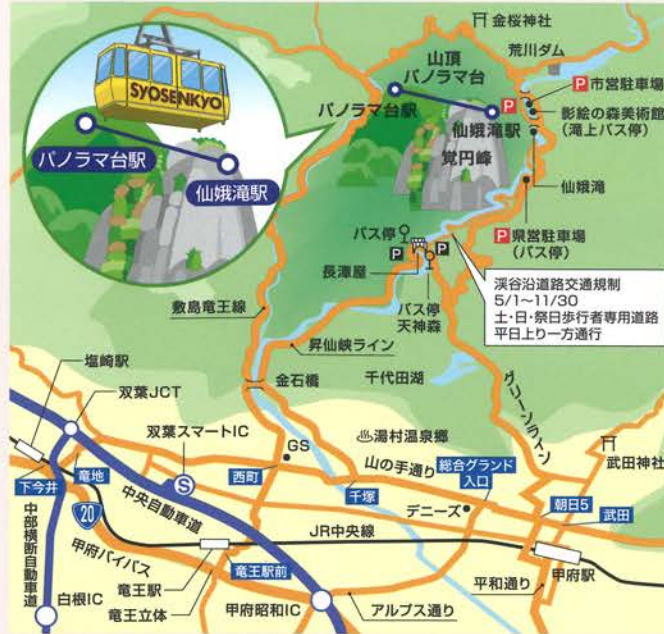 金桜神社
荒川ダム
山頂
パノラマ台
P 市営駐車場
SYOSENKYO
パノラマ台駅
P
影絵の森美術館
(滝上バス停)
仙娥滝駅
パノラマ台駅
覚円峰
仙娥滝駅
仙娥滝
バス停
P 県営駐車場
(バス停)
P
P
長潭屋
渓谷沿道路交通規制
5/1〜11/30
土・日・祭日歩行者専用道路
平日上り一方通行
バス停
天神森
敷島竜王線
昇仙峡ライン
塩崎駅
金石橋
千代田湖
グリーンライン
双葉JCT
双葉スマートIC
湯村温泉郷
GS
武田神社
山の手通り
総合グランド
入口
西町
下今井
竜地
S
千塚
朝日5
デニーズ
武田
中央自動車道
20
JR中央線
中部横断自動車道
甲府バイパス
竜王駅
竜王駅前
平和通り
甲府駅
白根IC
竜王立体
甲府昭和IC
アルプス通り